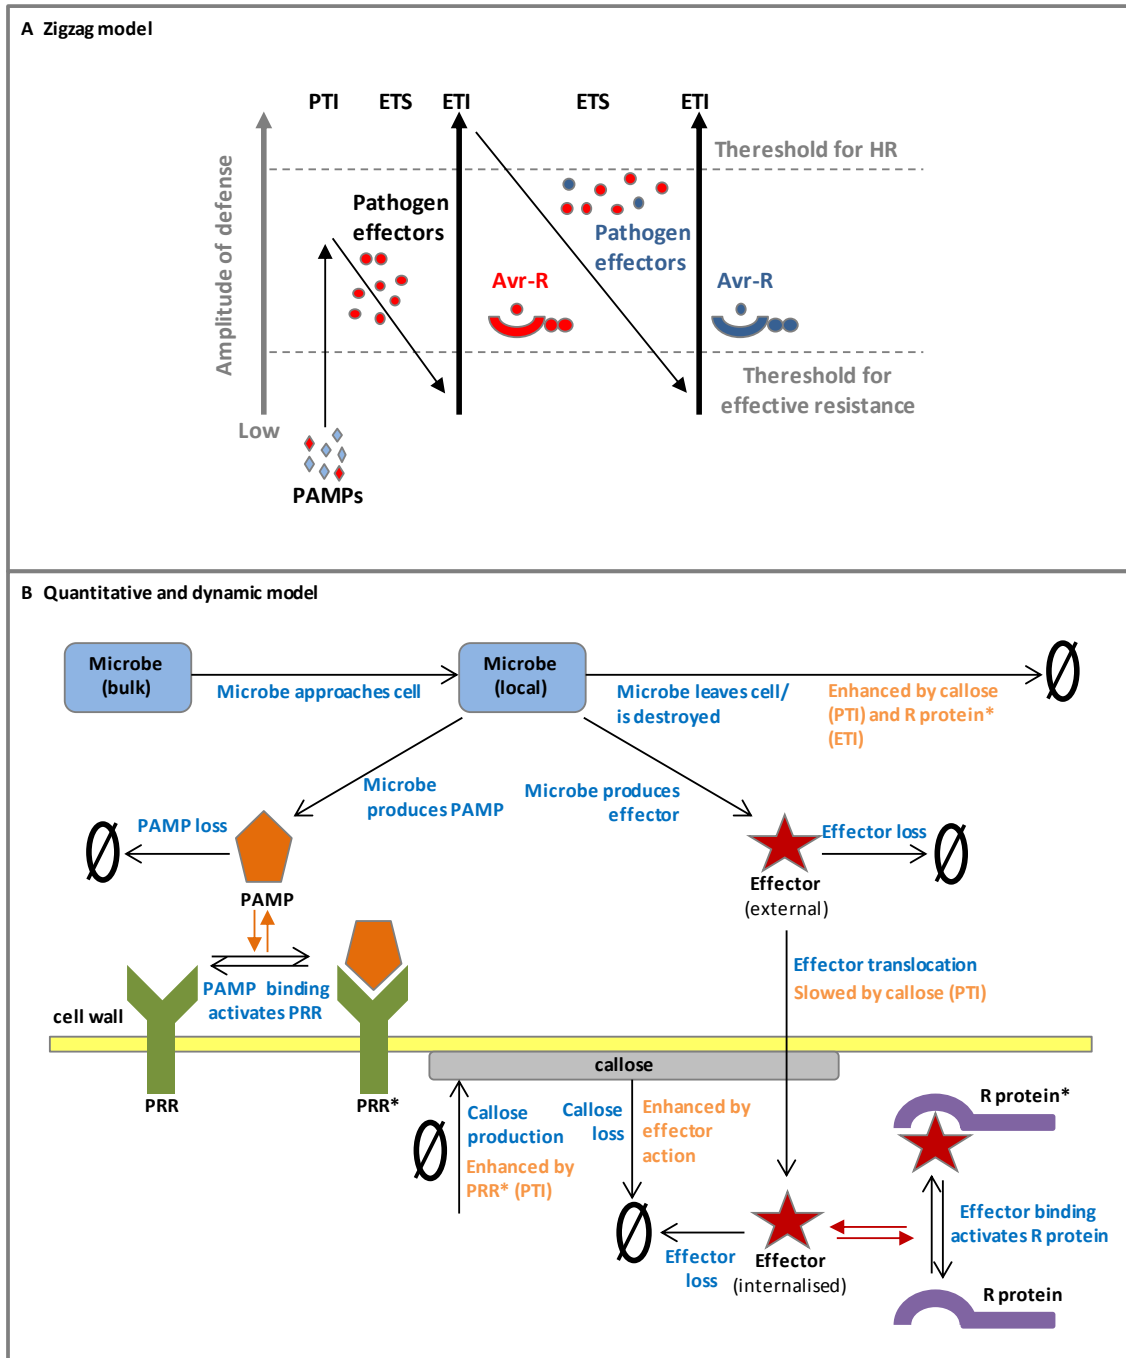 A Zigzag model
PTI
ETS
ETI
ETS
ETI
Amplitude of defense
Low
Thereshold for HR
Pathogen
effectors
Pathogen
effectors
Avr-R
Avr-R
Thereshold for
effective resistance
PAMPs
B Quantitative and dynamic model
Microbe
(bulk)
Microbe approaches cell
Microbe
(local)
Microbe leaves cell/
is destroyed
Enhanced by callose
(PTI) and R protein*
(ETI)
Ø
Microbe
produces PAMP
Microbe produces
effector
PAMP loss
Ø
PAMP
Effector loss
Ø
Effector
(external)
PAMP binding
activates PRR
Effector translocation
Slowed by callose (PTI)
cell wall
callose
PRR
PRR*
Callose
production
Enhanced by
PRR* (PTI)
Ø
Callose
loss
Enhanced by
effector
action
R protein*
Ø
Effector
loss
Effector
(internalised)
Effector binding
activates R protein
R protein